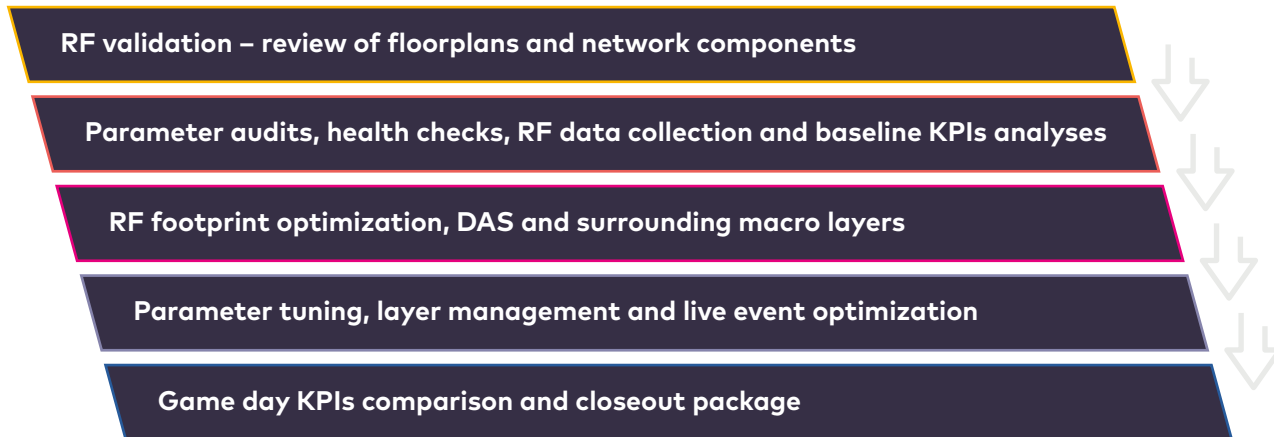 RF validation – review of floorplans and network components
Parameter audits, health checks, RF data collection and baseline KPIs analyses
RF footprint optimization, DAS and surrounding macro layers
Parameter tuning, layer management and live event optimization
Game day KPIs comparison and closeout package